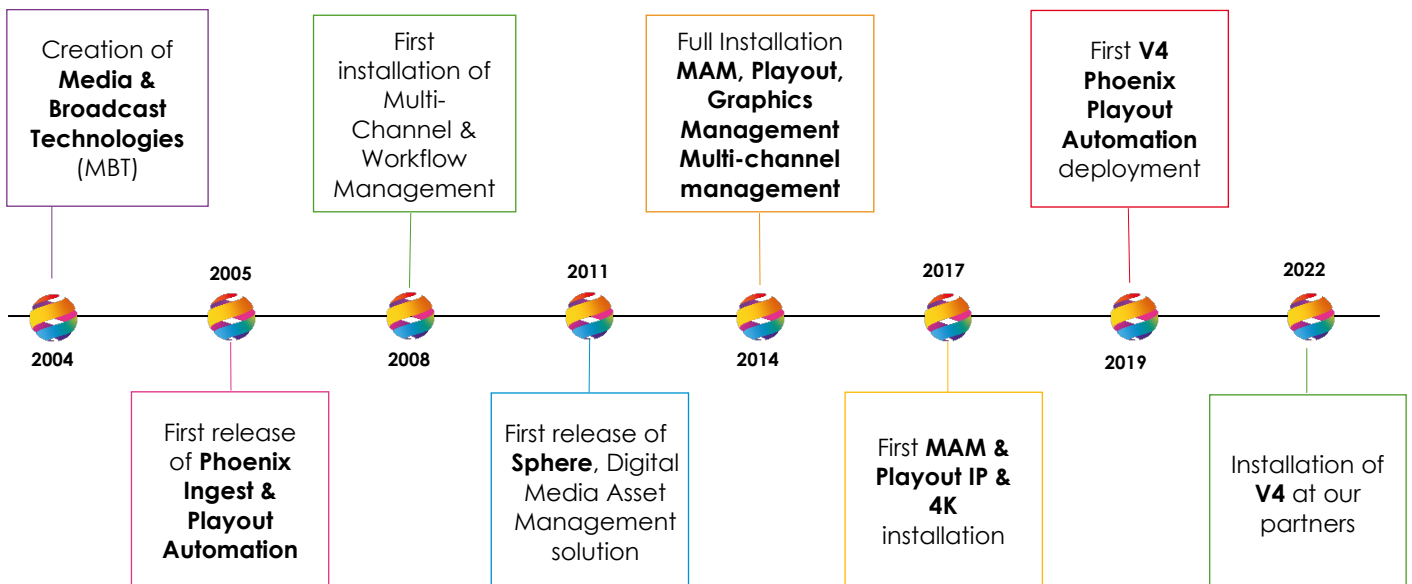 Creation of
Media &
Broadcast
Technologies
(MBT)
First
installation of
Multi-
Channel &
Workflow
Management
Full Installation
MAM, Playout,
Graphics
Management
Multi-channel
management
First V4
Phoenix
Playout
Automation
deployment
2005
2011
2017
2022
2004
2008
2014
2019
First release
of Phoenix
Ingest &
Playout
Automation
First release of
Sphere, Digital
Media Asset
Management
solution
First MAM &
Playout IP &
4K
installation
Installation of
V4 at our
partners